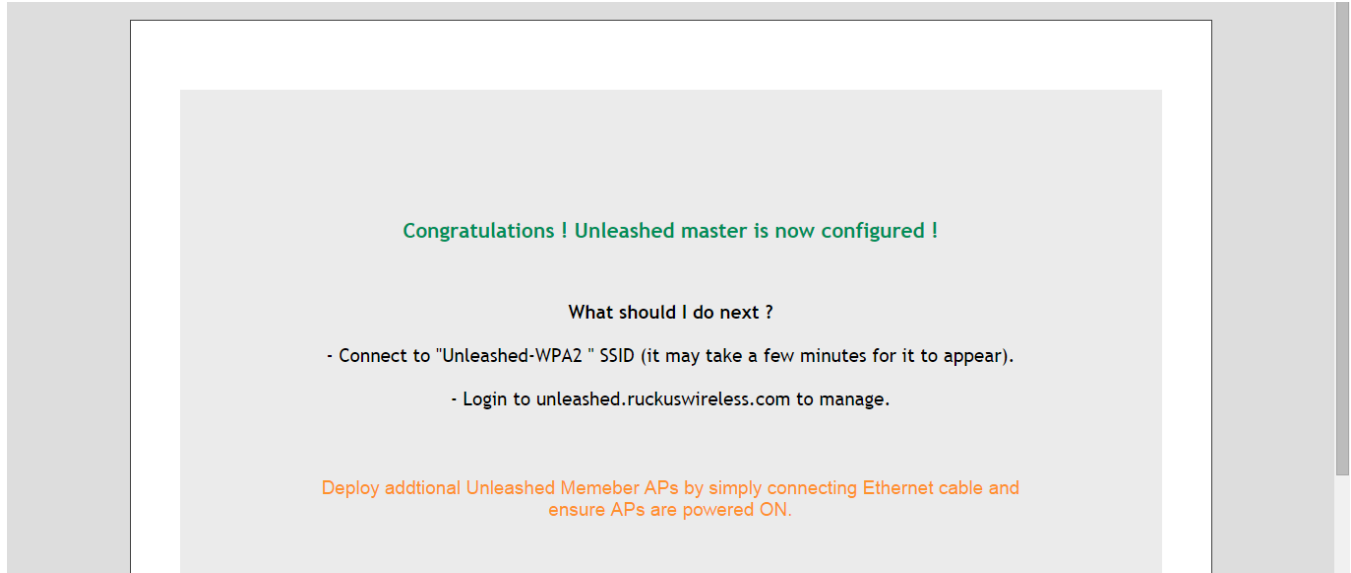 Congratulations ! Unleashed master is now configured !
What should I do next ?
- Connect to "Unleashed-WPA2 " SSID (it may take a few minutes for it to appear).
- Login to unleashed.ruckuswireless.com to manage.
Deploy addtional Unleashed Memeber APs by simply connecting Ethernet cable and
ensure APs are powered ON.